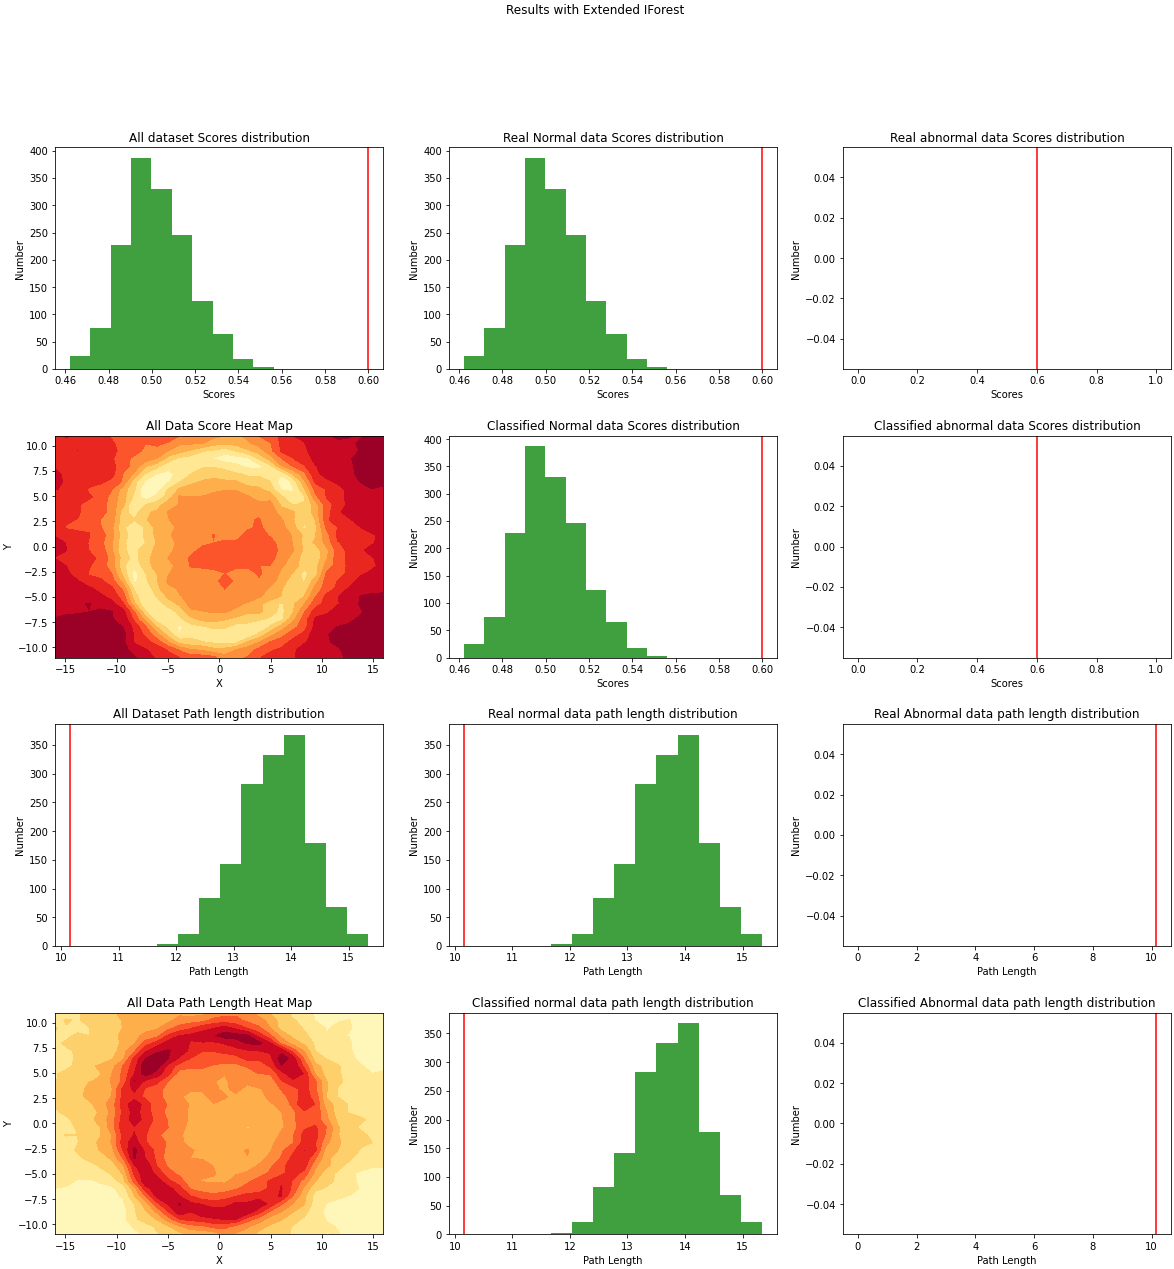 Results with Extended IForest
All dataset Scores distribution
Number
400
350
300
250
200
150
100
50
0
0.46 0.48 0.50 0.52 0.54 0.56 0.58 0.60
Scores
Real Normal data Scores distribution
Number
400
350
300
250
200
150
100
50
0
0.46 0.48 0.50 0.52 0.54 0.56 0.58 0.60
Scores
Real abnormal data Scores distribution
Number
0.04
0.02
0.00
−0.02
−0.04
0.0 0.2 0.4 0.6 0.8 1.0
Scores
All Data Score Heat Map
Y
10.0
7.5
5.0
2.5
0.0
−2.5
−5.0
−7.5
−10.0
−15 −10 −5 0 5 10 15
X
Classified Normal data Scores distribution
Number
400
350
300
250
200
150
100
50
0
0.46 0.48 0.50 0.52 0.54 0.56 0.58 0.60
Scores
Classified abnormal data Scores distribution
Number
0.04
0.02
0.00
−0.02
−0.04
0.0 0.2 0.4 0.6 0.8 1.0
Scores
All Dataset Path length distribution
Number
350
300
250
200
150
100
50
0
10 11 12 13 14 15
Path Length
Real normal data path length distribution
Number
350
300
250
200
150
100
50
0
10 11 12 13 14 15
Path Length
Real Abnormal data path length distribution
Number
0.04
0.02
0.00
−0.02
−0.04
0 2 4 6 8 10
Path Length
All Data Path Length Heat Map
Y
10.0
7.5
5.0
2.5
0.0
−2.5
−5.0
−7.5
−10.0
−15 −10 −5 0 5 10 15
X
Classified normal data path length distribution
Number
350
300
250
200
150
100
50
0
10 11 12 13 14 15
Path Length
Classified Abnormal data path length distribution
Number
0.04
0.02
0.00
−0.02
−0.04
0 2 4 6 8 10
Path Length